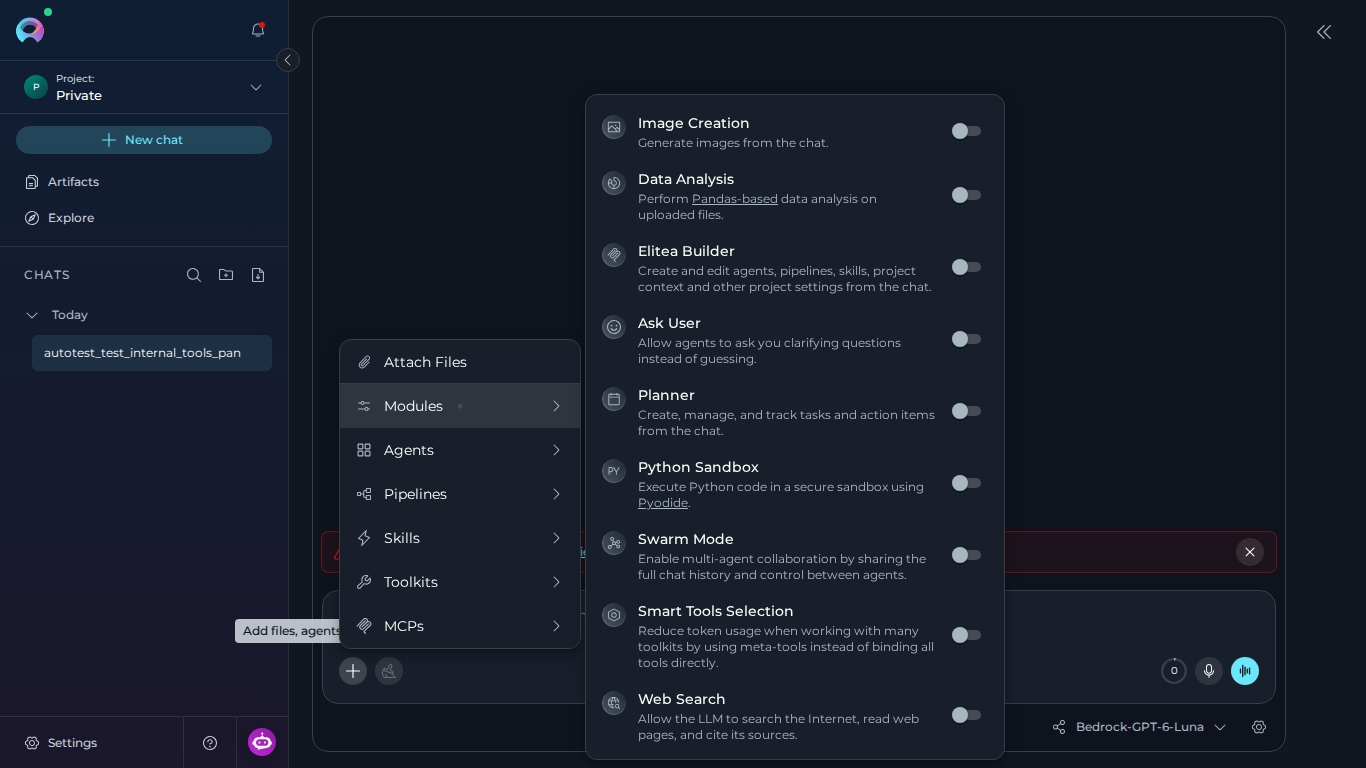 Project:
P
Private
New chat
Artifacts
Explore
CHATS
Today
autotest_test_internal_tools_pan
Settings
Attach Files
Modules
Agents
Pipelines
Skills
Toolkits
MCPs
Add files, agents
Image Creation
Generate images from the chat.
Data Analysis
Perform Pandas-based data analysis on
uploaded files.
Elitea Builder
Create and edit agents, pipelines, skills, project
context and other project settings from the chat.
Ask User
Allow agents to ask you clarifying questions
instead of guessing.
Planner
Create, manage, and track tasks and action items
from the chat.
PY
Python Sandbox
Execute Python code in a secure sandbox using
Pyodide.
Swarm Mode
Enable multi-agent collaboration by sharing the
full chat history and control between agents.
Smart Tools Selection
Reduce token usage when working with many
toolkits by using meta-tools instead of binding all
tools directly.
Web Search
Allow the LLM to search the Internet, read web
pages, and cite its sources.
0
Bedrock-GPT-6-Luna